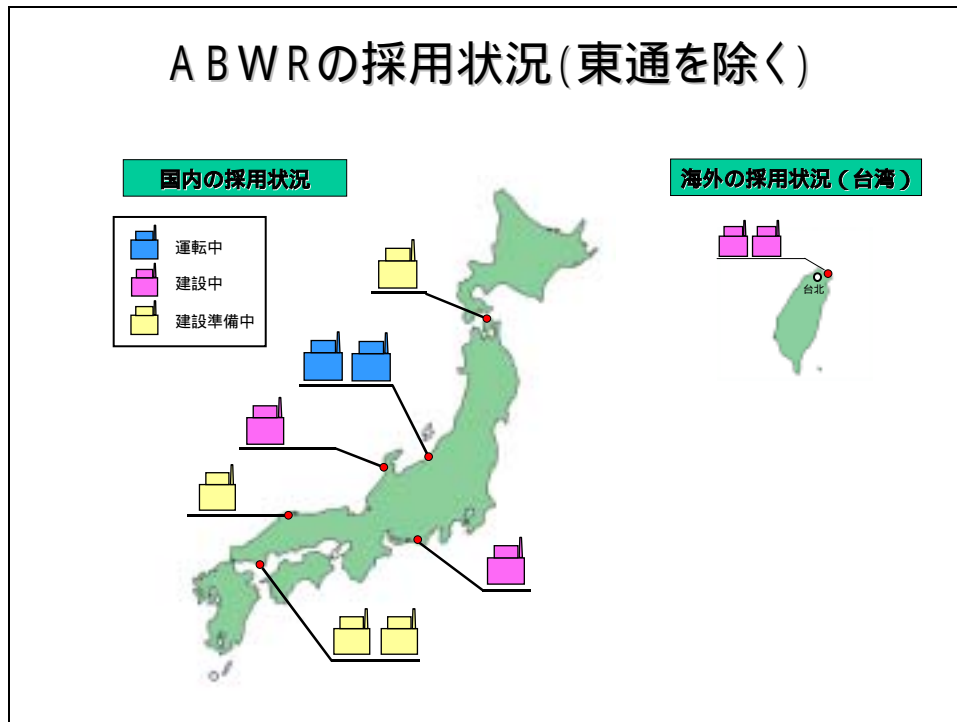 ABWRの採用状況(東通を除く)
国内の採用状況
海外の採用状況(台湾)
運転中
建設中
建設準備中
台北